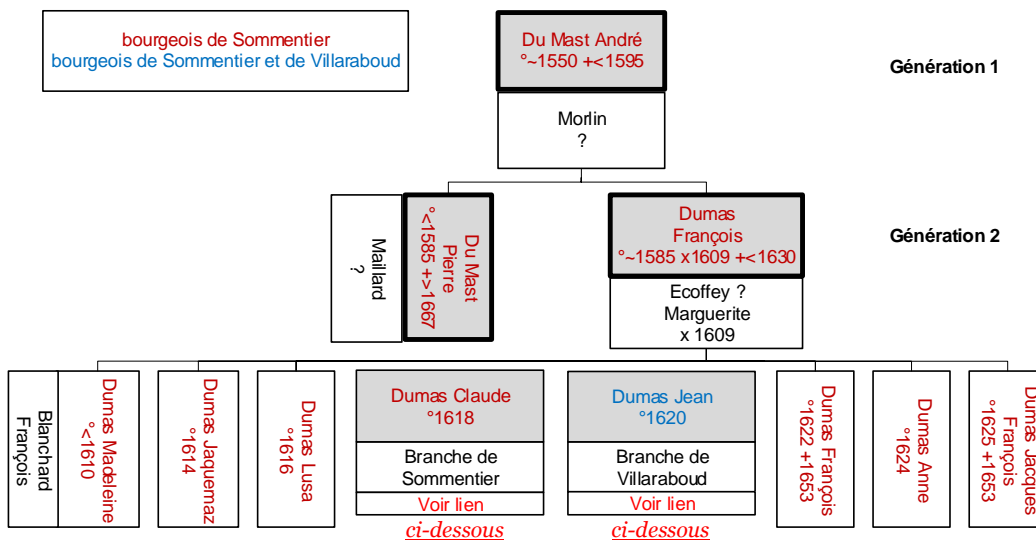 bourgeois de Sommentier
bourgeois de Sommentier et de Villaraboud
Du Mast André
°~1550 +<1595
Génération 1
Morlin
?
Maillard
?
Du Mast
Pierre
°<1585 +>1667
Dumas
François
°~1585 x1609 +<1630
Génération 2
Ecoffey ?
Marguerite
x 1609
Blanchard
François
Dumas Madeleine
°<1610
Dumas Jaquemaz
°1614
Dumas Lusa
°1616
Dumas Claude
°1618
Branche de
Sommentier
Voir lien
ci-dessous
Dumas Jean
°1620
Branche de
Villaraboud
Voir lien
ci-dessous
Dumas François
°1622 +1653
Dumas Anne
°1624
Dumas Jacques
François
°1625 +1653